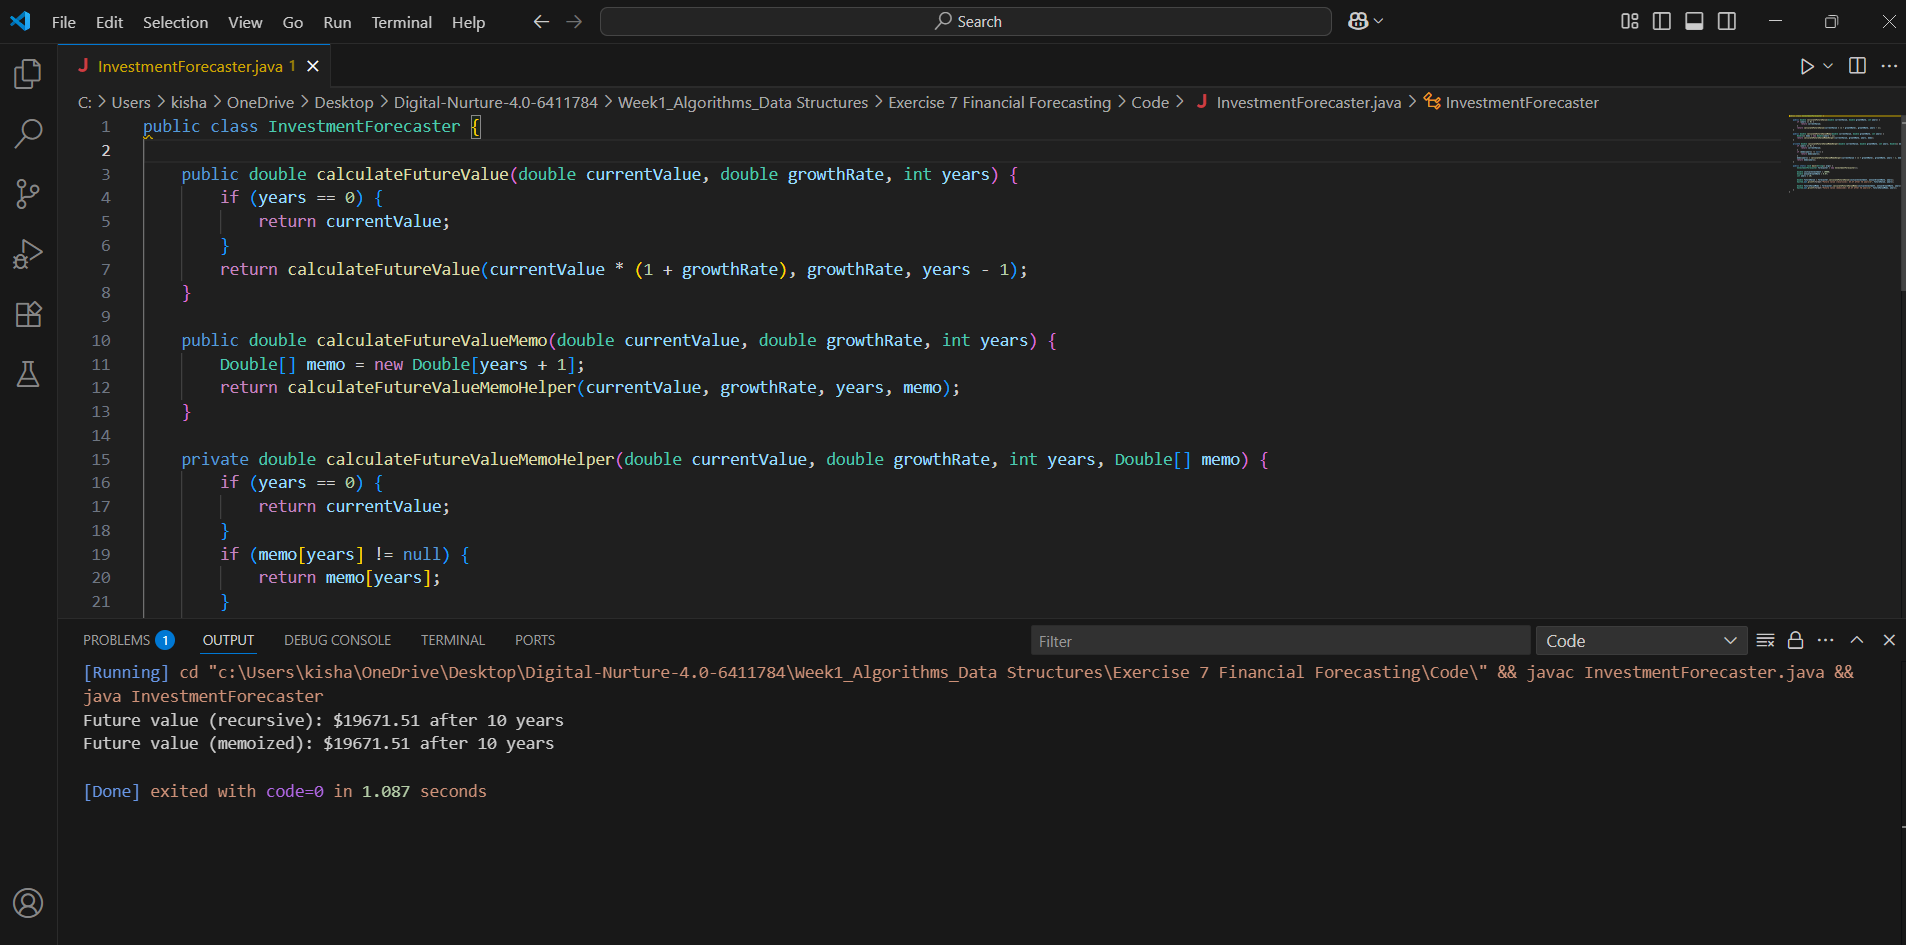 File Edit Selection View Go Run Terminal Help Search
J InvestmentForecaster.java 1
C: > Users > kisha > OneDrive > Desktop > Digital-Nurture-4.0-6411784 > Week1_Algorithms_Data Structures > Exercise 7 Financial Forecasting > Code > J InvestmentForecaster.java > InvestmentForecaster
1 public class InvestmentForecaster {
2
3 public double calculateFutureValue(double currentValue, double growthRate, int years) {
4 if (years == 0) {
5 return currentValue;
6 }
7 return calculateFutureValue(currentValue * (1 + growthRate), growthRate, years - 1);
8 }
9
10 public double calculateFutureValueMemo(double currentValue, double growthRate, int years) {
11 Double[] memo = new Double[years + 1];
12 return calculateFutureValueMemoHelper(currentValue, growthRate, years, memo);
13 }
14
15 private double calculateFutureValueMemoHelper(double currentValue, double growthRate, int years, Double[] memo) {
16 if (years == 0) {
17 return currentValue;
18 }
19 if (memo[years] != null) {
20 return memo[years];
21 }
PROBLEMS 1 OUTPUT DEBUG CONSOLE TERMINAL PORTS Filter Code
[Running] cd "c:\Users\kisha\OneDrive\Desktop\Digital-Nurture-4.0-6411784\Week1_Algorithms_Data Structures\Exercise 7 Financial Forecasting\Code\" && javac InvestmentForecaster.java &&
java InvestmentForecaster
Future value (recursive): $19671.51 after 10 years
Future value (memoized): $19671.51 after 10 years
[Done] exited with code=0 in 1.087 seconds